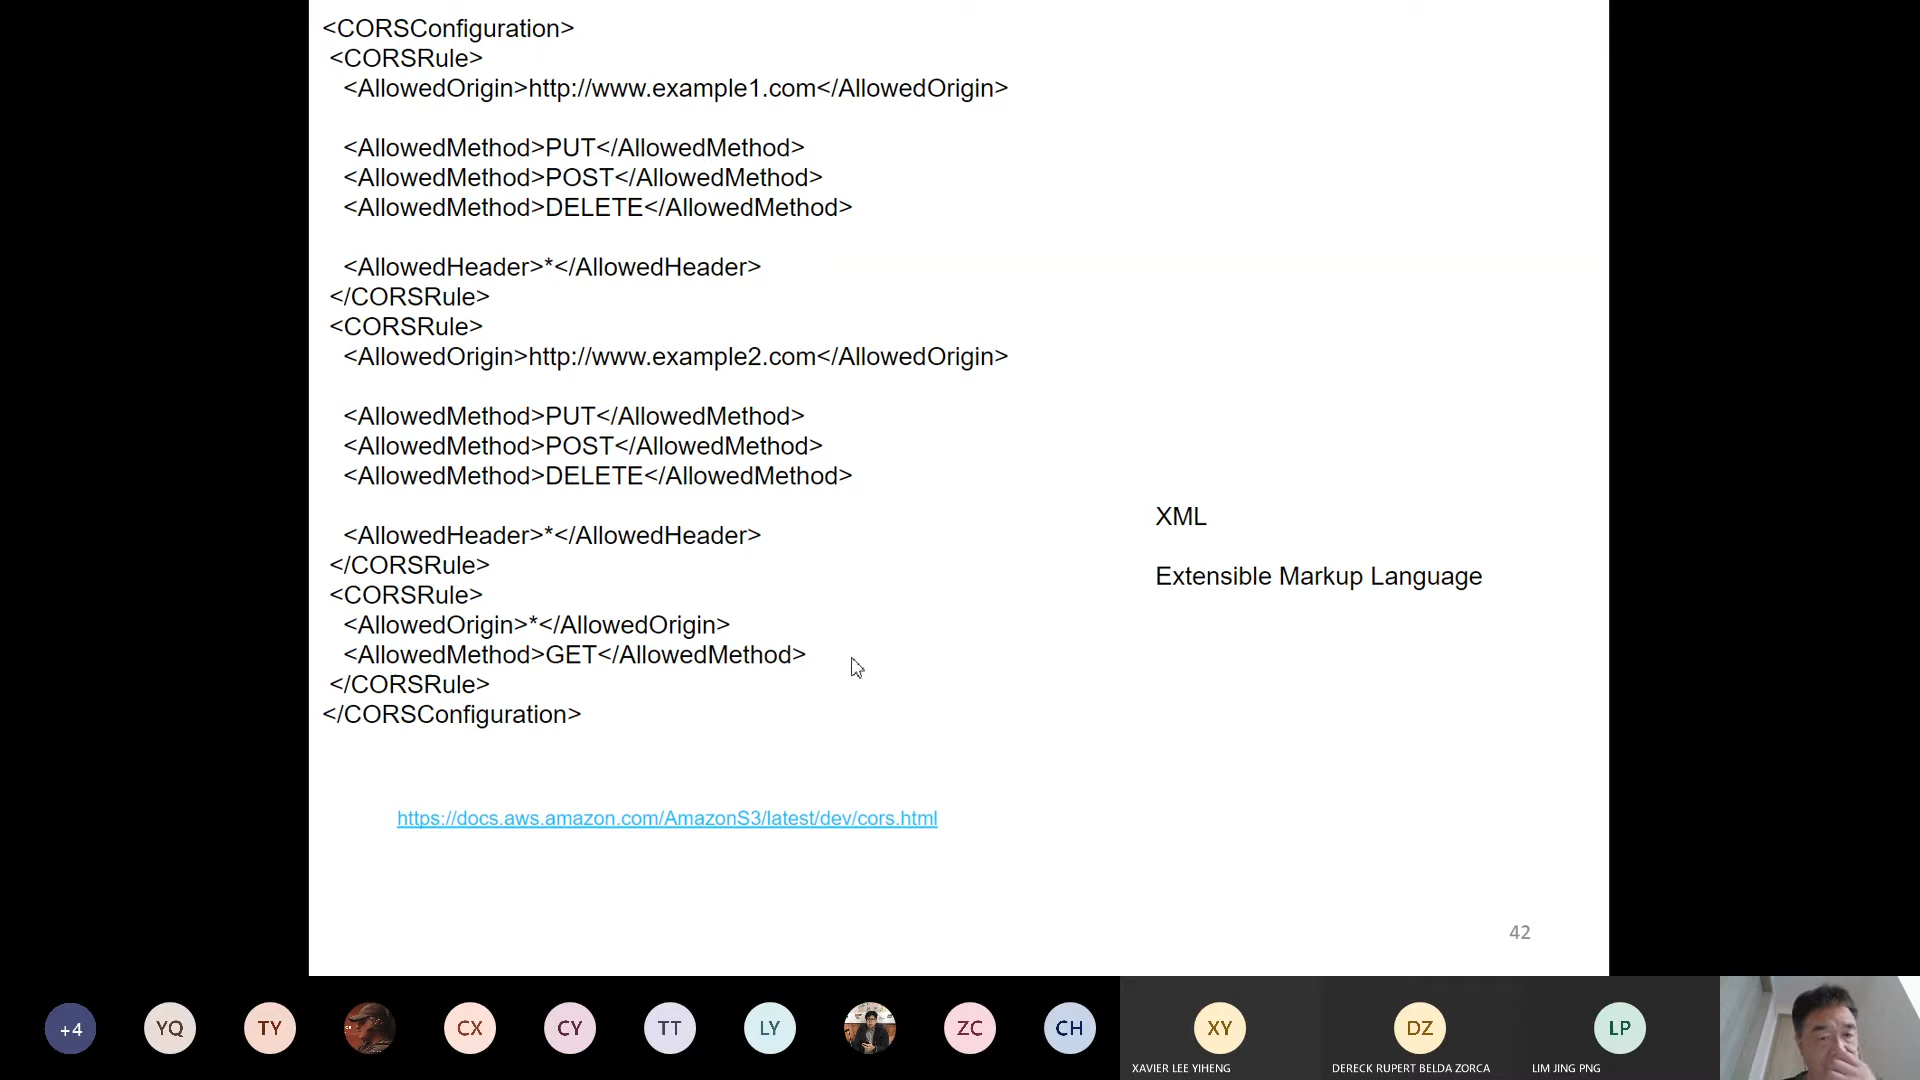 <CORSConfiguration>
<CORSRule>
<AllowedOrigin>http://www.example1.com</AllowedOrigin>
<AllowedMethod>PUT</AllowedMethod>
<AllowedMethod>POST</AllowedMethod>
<AllowedMethod>DELETE</AllowedMethod>
<AllowedHeader>*</AllowedHeader>
</CORSRule>
<CORSRule>
<AllowedOrigin>http://www.example2.com</AllowedOrigin>
<AllowedMethod>PUT</AllowedMethod>
<AllowedMethod>POST</AllowedMethod>
<AllowedMethod>DELETE</AllowedMethod>
<AllowedHeader>*</AllowedHeader>
</CORSRule>
<CORSRule>
<AllowedOrigin>*</AllowedOrigin>
<AllowedMethod>GET</AllowedMethod>
</CORSRule>
</CORSConfiguration>
XML
Extensible Markup Language
https://docs.aws.amazon.com/AmazonS3/latest/dev/cors.html
42
+4
YQ
TY
CX
CY
TT
LY
ZC
CH
XY
DZ
LP
XAVIER LEE YIHENG
DERECK RUPERT BELDA ZORCA
LIM JING PNG